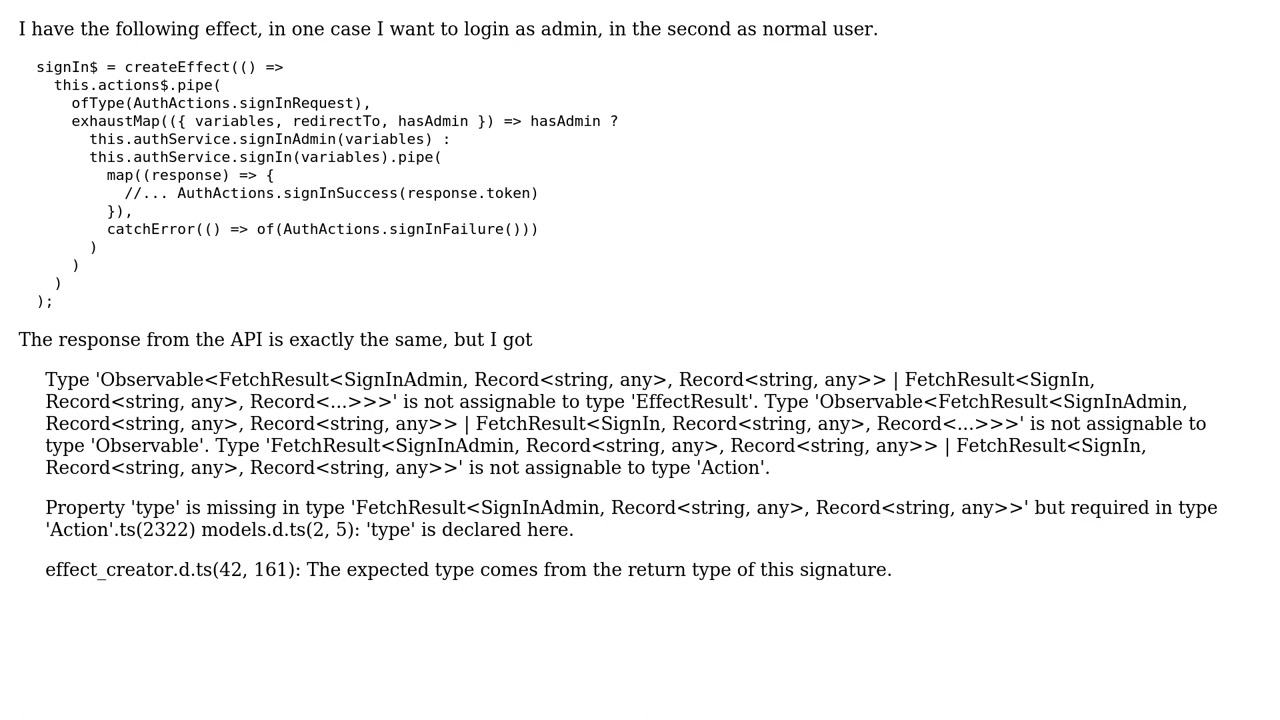 I have the following effect, in one case I want to login as admin, in the second as normal user.
signIn$ = createEffect(() =>
this.actions$.pipe(
ofType(AuthActions.signInRequest),
exhaustMap(({ variables, redirectTo, hasAdmin }) => hasAdmin ?
this.authService.signInAdmin(variables) :
this.authService.signIn(variables).pipe(
map((response) => {
//... AuthActions.signInSuccess(response.token)
}),
catchError(() => of(AuthActions.signInFailure()))
)
)
)
);
The response from the API is exactly the same, but I got
Type 'Observable<FetchResult<SignInAdmin, Record<string, any>, Record<string, any>> | FetchResult<SignIn,
Record<string, any>, Record<...>>>' is not assignable to type 'EffectResult'. Type 'Observable<FetchResult<SignInAdmin,
Record<string, any>, Record<string, any>> | FetchResult<SignIn, Record<string, any>, Record<...>>>' is not assignable to
type 'Observable'. Type 'FetchResult<SignInAdmin, Record<string, any>, Record<string, any>> | FetchResult<SignIn,
Record<string, any>, Record<string, any>>' is not assignable to type 'Action'.
Property 'type' is missing in type 'FetchResult<SignInAdmin, Record<string, any>, Record<string, any>>' but required in type
'Action'.ts(2322) models.d.ts(2, 5): 'type' is declared here.
effect_creator.d.ts(42, 161): The expected type comes from the return type of this signature.